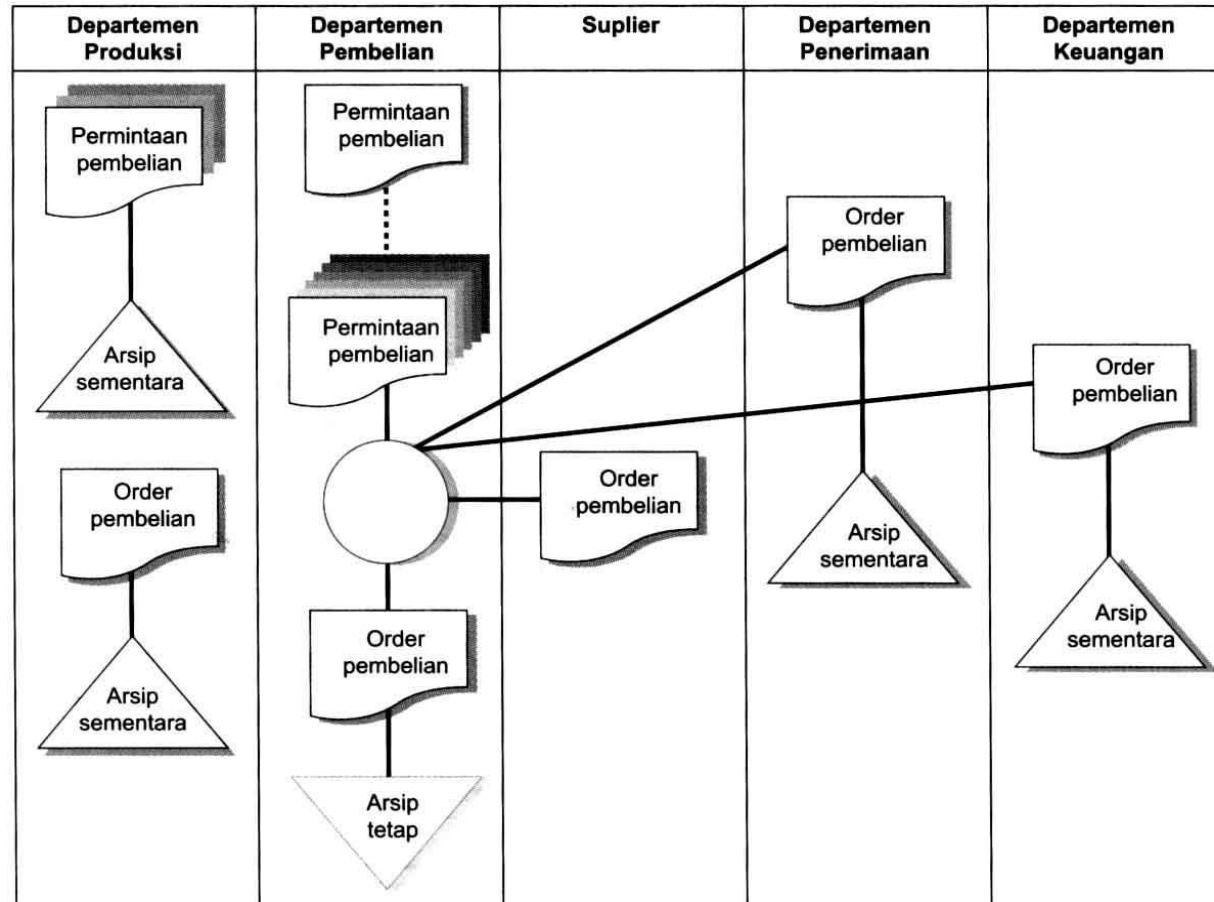 Departemen
Produksi
Departemen
Pembelian
Suplier
Departemen
Penerimaan
Departemen
Keuangan
Permintaan
pembelian
Arsip
sementara
Order
pembelian
Arsip
sementara
Permintaan
pembelian
Permintaan
pembelian
Order
pembelian
Arsip
tetap
Order
pembelian
Order
pembelian
Arsip
sementara
Order
pembelian
Arsip
sementara